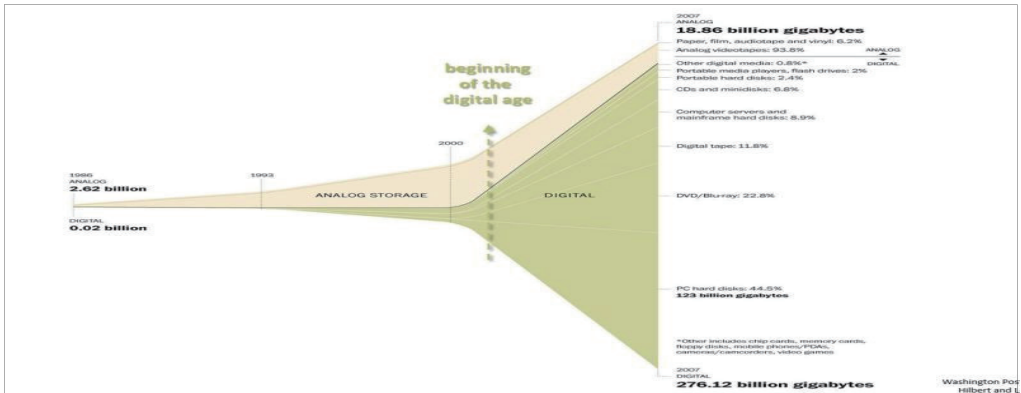 2007
ANALOG
18.86 billion gigabytes
Paper, film, audiotape and vinyl: 6.2%
Analog videotapes: 93.8%
ANALOG
DIGITAL
Other digital media: 0.8%*
Portable media players, flash drives: 2%
Portable hard disks: 2.4%
CDs and minidisks: 6.8%
Computer servers and
mainframe hard disks: 8.9%
Digital tape: 11.8%
DVD/Blu-ray: 22.8%
PC hard disks: 44.5%
123 billion gigabytes
*Other includes chip cards, memory cards,
floppy disks, mobile phones/PDAs,
cameras/camcorders, video games
2007
DIGITAL
276.12 billion gigabytes
beginning
of the
digital age
2000
1993
1986
ANALOG
2.62 billion
DIGITAL
0.02 billion
ANALOG STORAGE
DIGITAL
Washington Pos
Hilbert and L